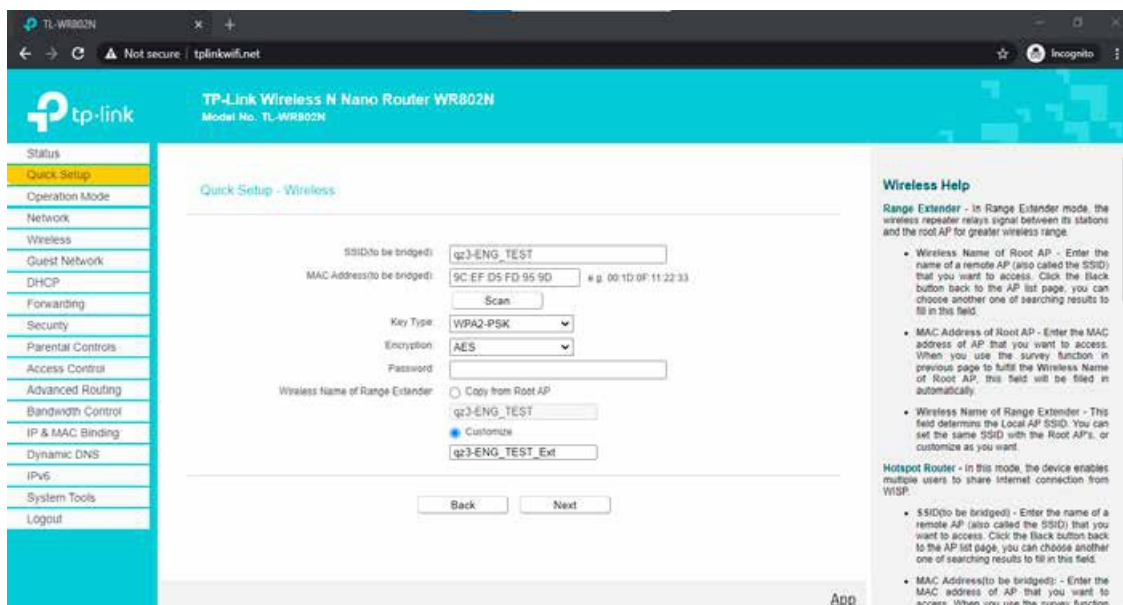 TL-WR802N
Not secure tplinkwifi.net
Incognito
tp-link
TP-Link Wireless N Nano Router WR802N
Model No. TL-WR802N
Status
Quick Setup
Operation Mode
Network
Wireless
Guest Network
DHCP
Forwarding
Security
Parental Controls
Access Control
Advanced Routing
Bandwidth Control
IP & MAC Binding
Dynamic DNS
IPv6
System Tools
Logout
Quick Setup - Wireless
SSID(to be bridged): qz3-ENG_TEST
MAC Address(to be bridged): 9C:EF:D5:FD:95:9D e.g. 00:1D:0F:11:22:33
Scan
Key Type: WPA2-PSK
Encryption: AES
Password:
Wireless Name of Range Extender: Copy from Root AP
qz3-ENG_TEST
Customize
qz3-ENG_TEST_Ext
Back Next
App
Wireless Help
Range Extender - In Range Extender mode, the
wireless repeater relays signal between its stations
and the root AP for greater wireless range.
• Wireless Name of Root AP - Enter the
name of a remote AP (also called the SSID)
that you want to access. Click the Back
button back to the AP list page, you can
choose another one of searching results to
fill in this field.
• MAC Address of Root AP - Enter the MAC
address of AP that you want to access.
When you use the survey function in
previous page to fulfill the Wireless Name
of Root AP, this field will be filled in
automatically.
• Wireless Name of Range Extender - This
field determins the Local AP SSID. You can
set the same SSID with the Root AP's, or
customize as you want.
Hotspot Router - In this mode, the device enables
multiple users to share Internet connection from
WISP.
• SSID(to be bridged) - Enter the name of a
remote AP (also called the SSID) that you
want to access. Click the Back button back
to the AP list page, you can choose another
one of searching results to fill in this field.
• MAC Address(to be bridged): - Enter the
MAC address of AP that you want to
access. When you use the survey function